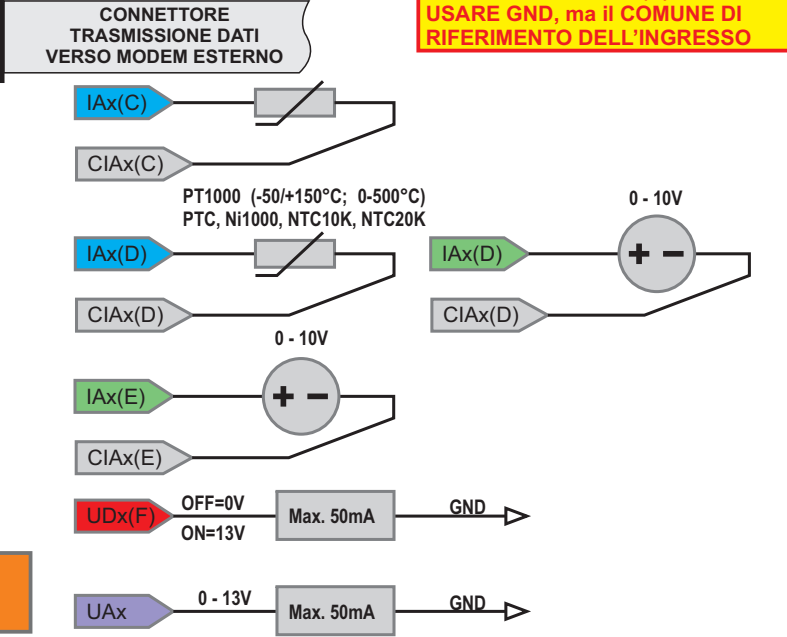 CONNETTORE
TRASMISSIONE DATI
VERSO MODEM ESTERNO
USARE GND, ma il COMUNE DI
RIFERIMENTO DELL'INGRESSO
IAx(C)
CIAx(C)
PT1000 (-50/+150°C; 0-500°C)
PTC, Ni1000, NTC10K, NTC20K
IAx(D)
CIAx(D)
0 - 10V
IAx(D)
+ −
CIAx(D)
0 - 10V
IAx(E)
+ −
CIAx(E)
UDx(F)
OFF=0V
ON=13V
Max. 50mA
GND
UAx
0 - 13V
Max. 50mA
GND